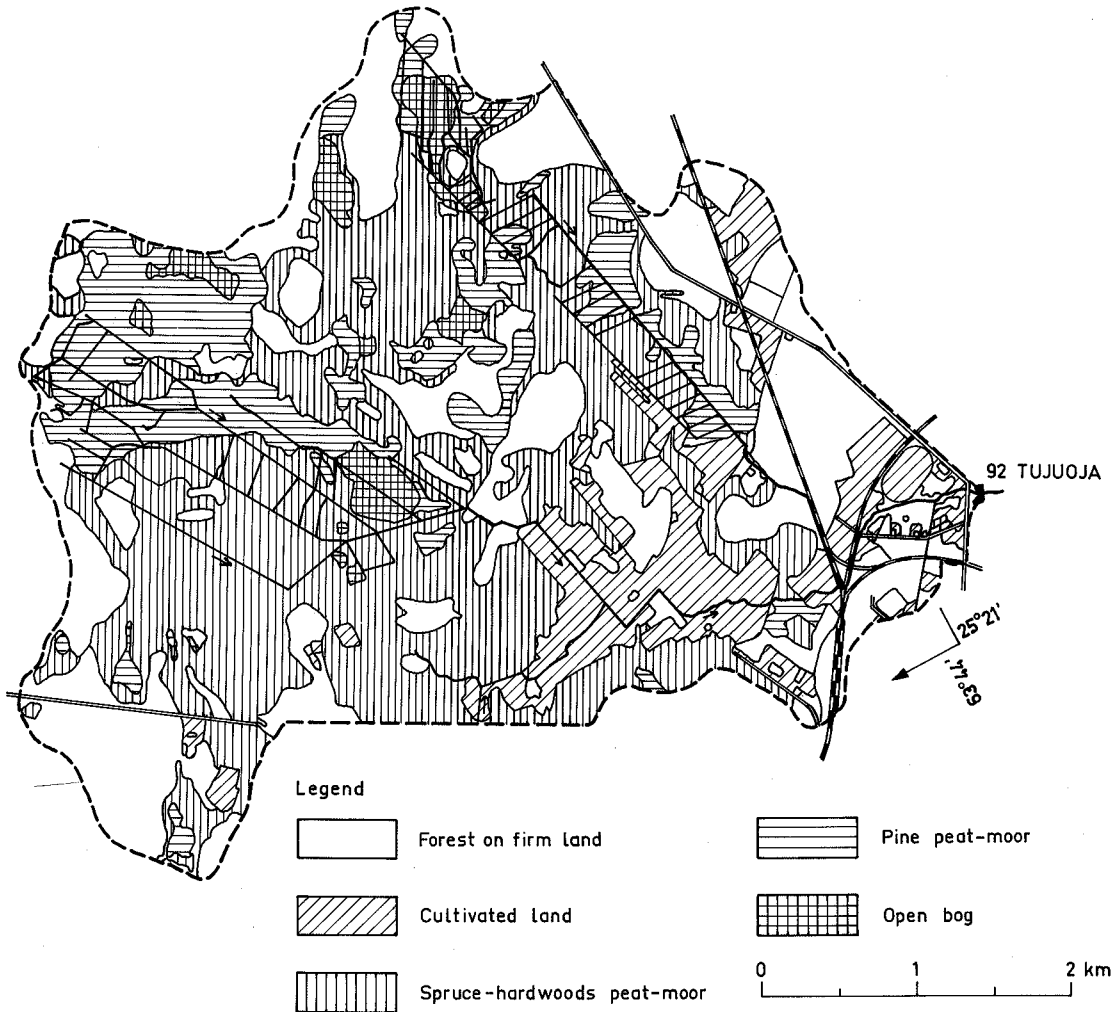 92 TUJUOJA
25°21'
63°44'
Legend
Forest on firm land
Cultivated land
Spruce-hardwoods peat-moor
Pine peat-moor
Open bog
0 1 2 km